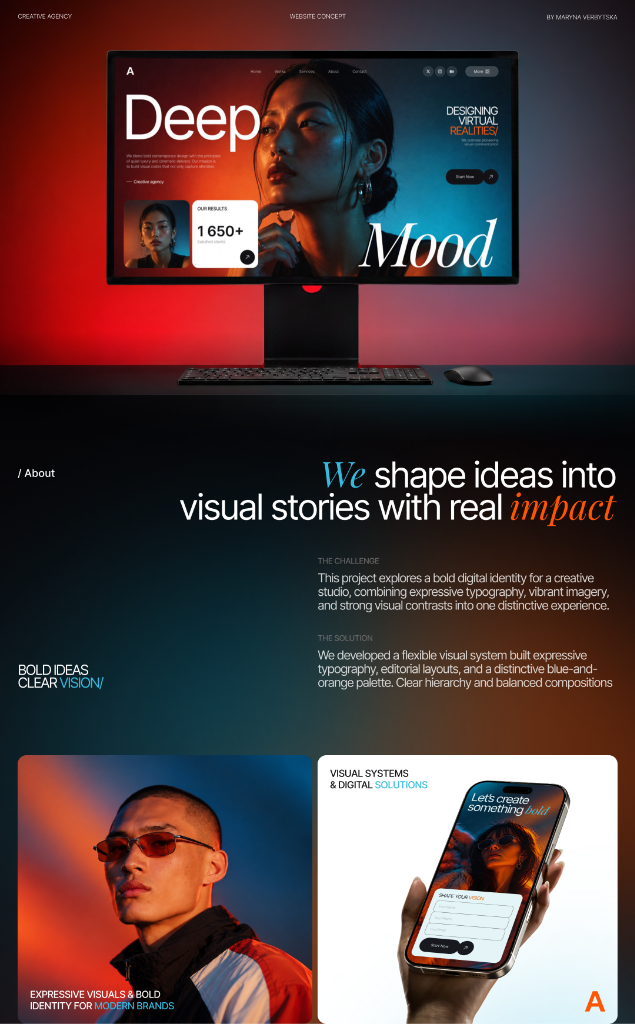 CREATIVE AGENCY
WEBSITE CONCEPT
BY MARYNA VERBYTSKA
A
Home
Works
Services
About
Contact
More
Deep
DESIGNING
VIRTUAL
REALITIES/
Start Now
Creative agency
OUR RESULTS
1 650+
Mood
/ About
We shape ideas into
visual stories with real impact
THE CHALLENGE
This project explores a bold digital identity for a creative
studio, combining expressive typography, vibrant imagery,
and strong visual contrasts into one distinctive experience.
THE SOLUTION
We developed a flexible visual system built expressive
typography, editorial layouts, and a distinctive blue-and-
orange palette. Clear hierarchy and balanced compositions
BOLD IDEAS
CLEAR VISION/
EXPRESSIVE VISUALS & BOLD
IDENTITY FOR MODERN BRANDS
VISUAL SYSTEMS
& DIGITAL SOLUTIONS
Let's create
something bold
SHAPE YOUR VISION
Start Now
A